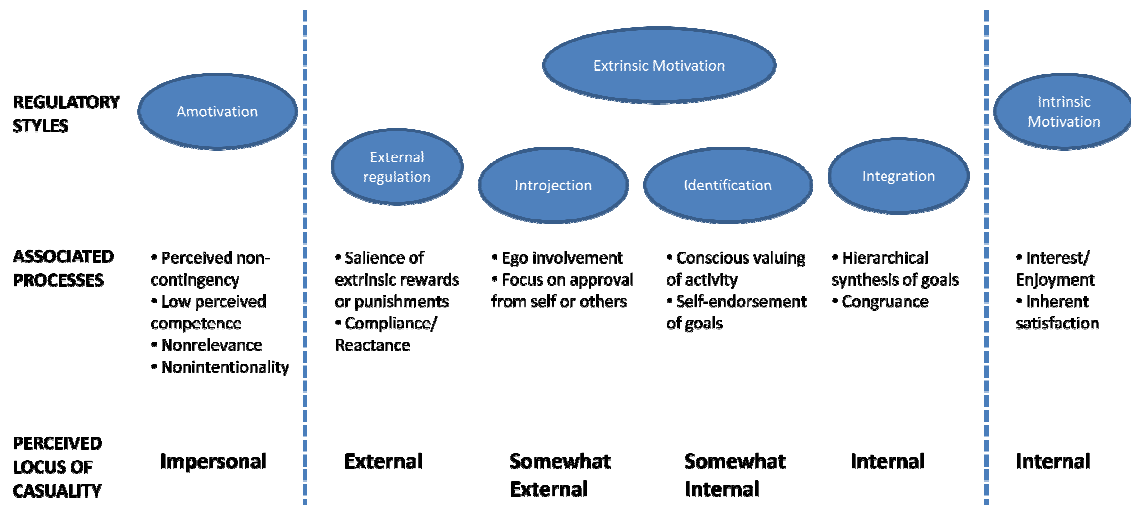 Extrinsic Motivation
REGULATORY
STYLES
Amotivation
Intrinsic
Motivation
External
regulation
Introjection
Identification
Integration
ASSOCIATED
PROCESSES
• Perceived non-
contingency
• Low perceived
competence
• Nonrelevance
• Nonintentionality
• Salience of
extrinsic rewards
or punishments
• Compliance/
Reactance
• Ego involvement
• Focus on approval
from self or others
• Conscious valuing
of activity
• Self-endorsement
of goals
• Hierarchical
synthesis of goals
• Congruance
• Interest/
Enjoyment
• Inherent
satisfaction
PERCEIVED
LOCUS OF
CASUALITY
Impersonal
External
Somewhat
External
Somewhat
Internal
Internal
Internal